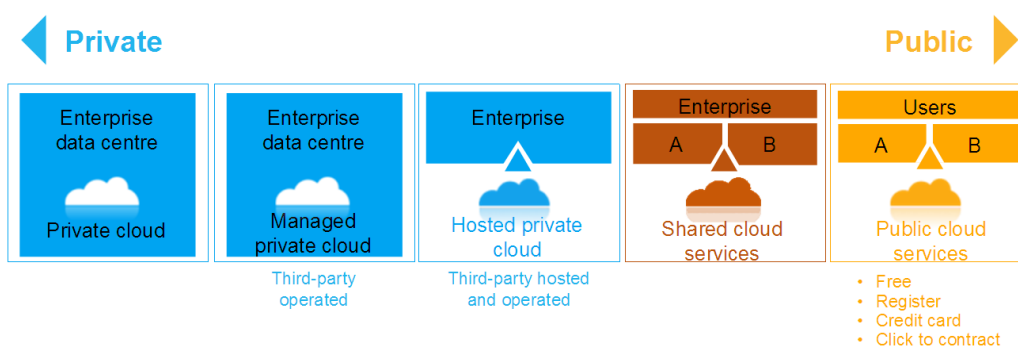 Private
Public
Enterprise
data centre
Private cloud
Enterprise
data centre
Managed
private cloud
Third-party
operated
Enterprise
Hosted private
cloud
Third-party hosted
and operated
Enterprise
A
B
Shared cloud
services
Users
A
B
Public cloud
services
• Free
• Register
• Credit card
• Click to contract